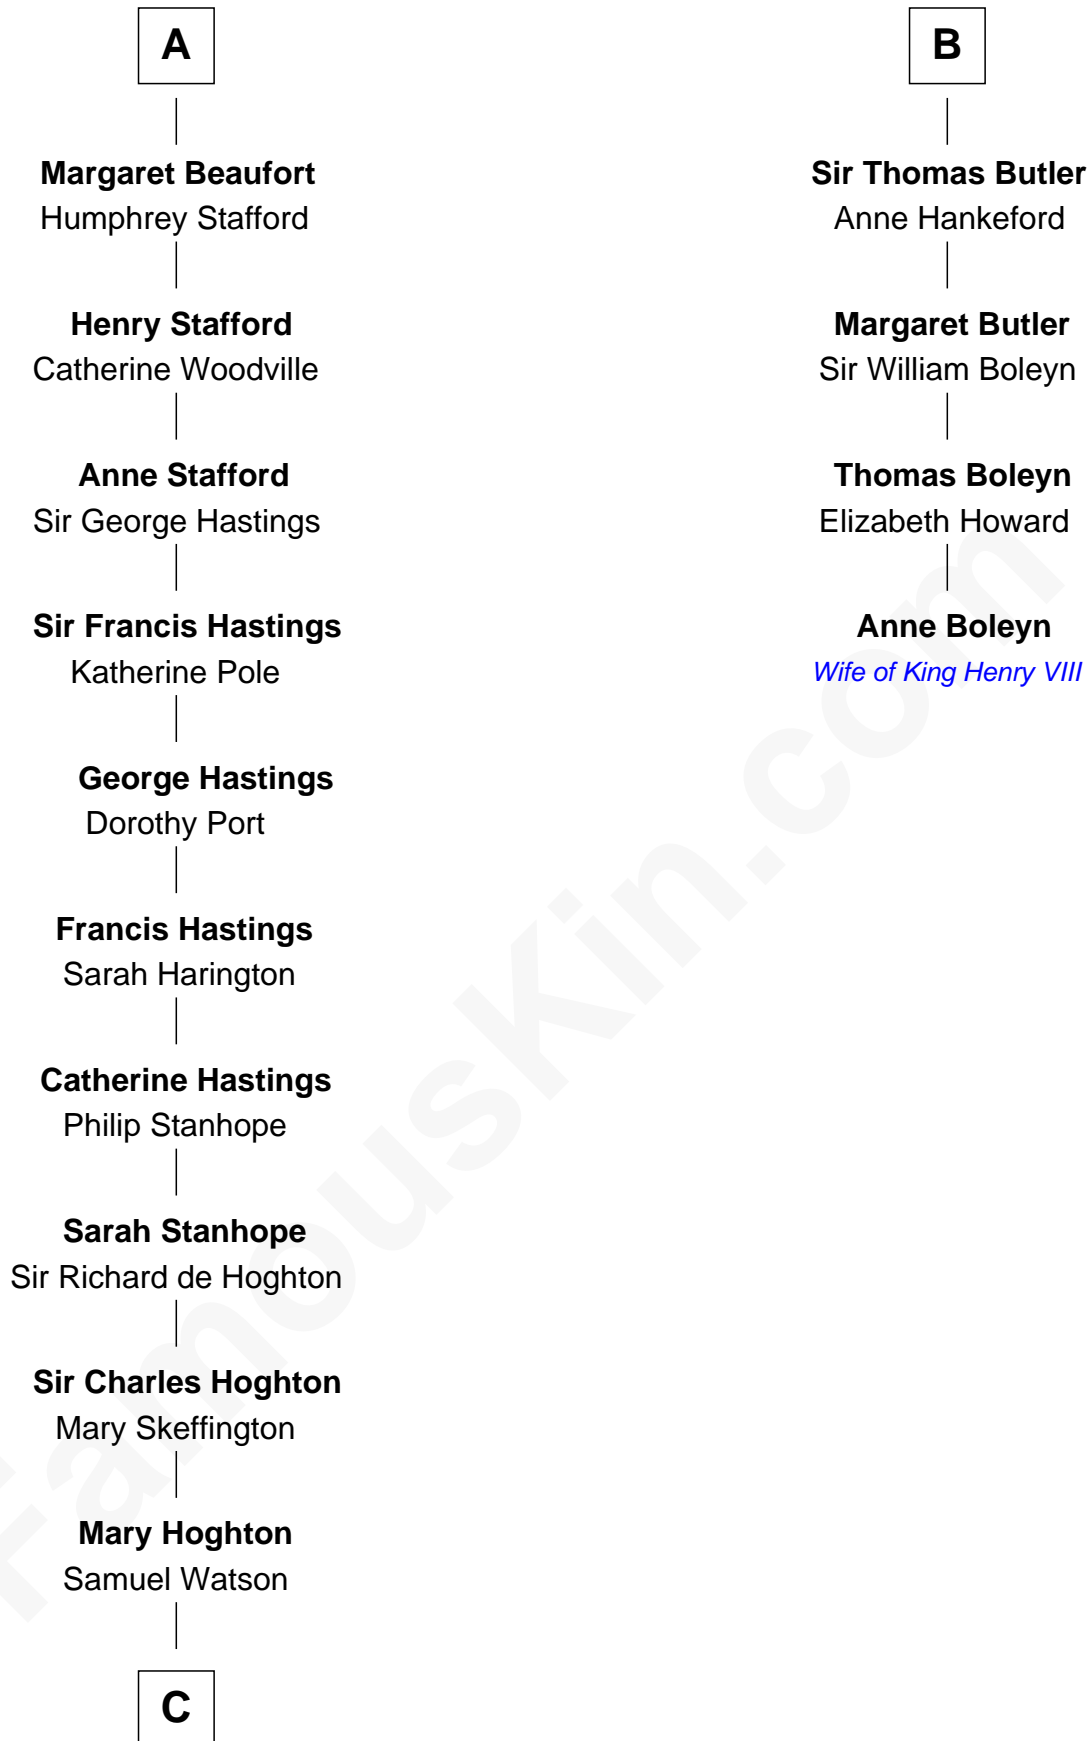 A
Margaret Beaufort
Humphrey Stafford
Henry Stafford
Catherine Woodville
Anne Stafford
Sir George Hastings
Sir Francis Hastings
Katherine Pole
George Hastings
Dorothy Port
Francis Hastings
Sarah Harington
Catherine Hastings
Philip Stanhope
Sarah Stanhope
Sir Richard de Hoghton
Sir Charles Hoghton
Mary Skeffington
Mary Hoghton
Samuel Watson
C
B
Sir Thomas Butler
Anne Hankeford
Margaret Butler
Sir William Boleyn
Thomas Boleyn
Elizabeth Howard
Anne Boleyn
Wife of King Henry VIII
FamousKin.com